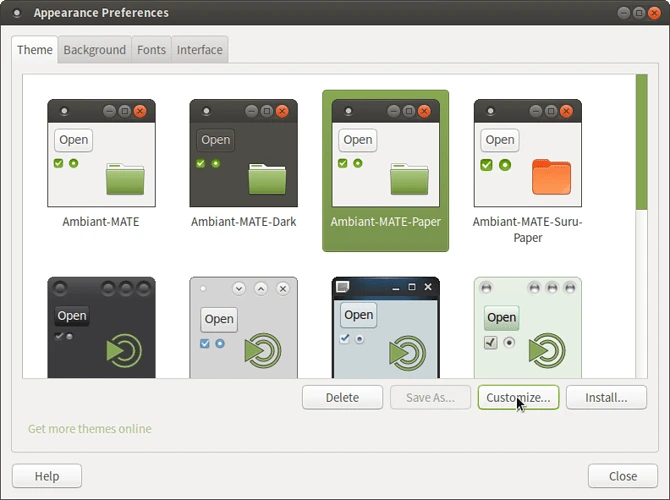 Appearance Preferences
Theme Background Fonts Interface
Open Open Open Open
Ambiant-MATE Ambiant-MATE-Dark Ambiant-MATE-Paper Ambiant-MATE-Suru-
Paper
Open Open Open Open
Delete Save As... Customize... Install...
Get more themes online
Help Close